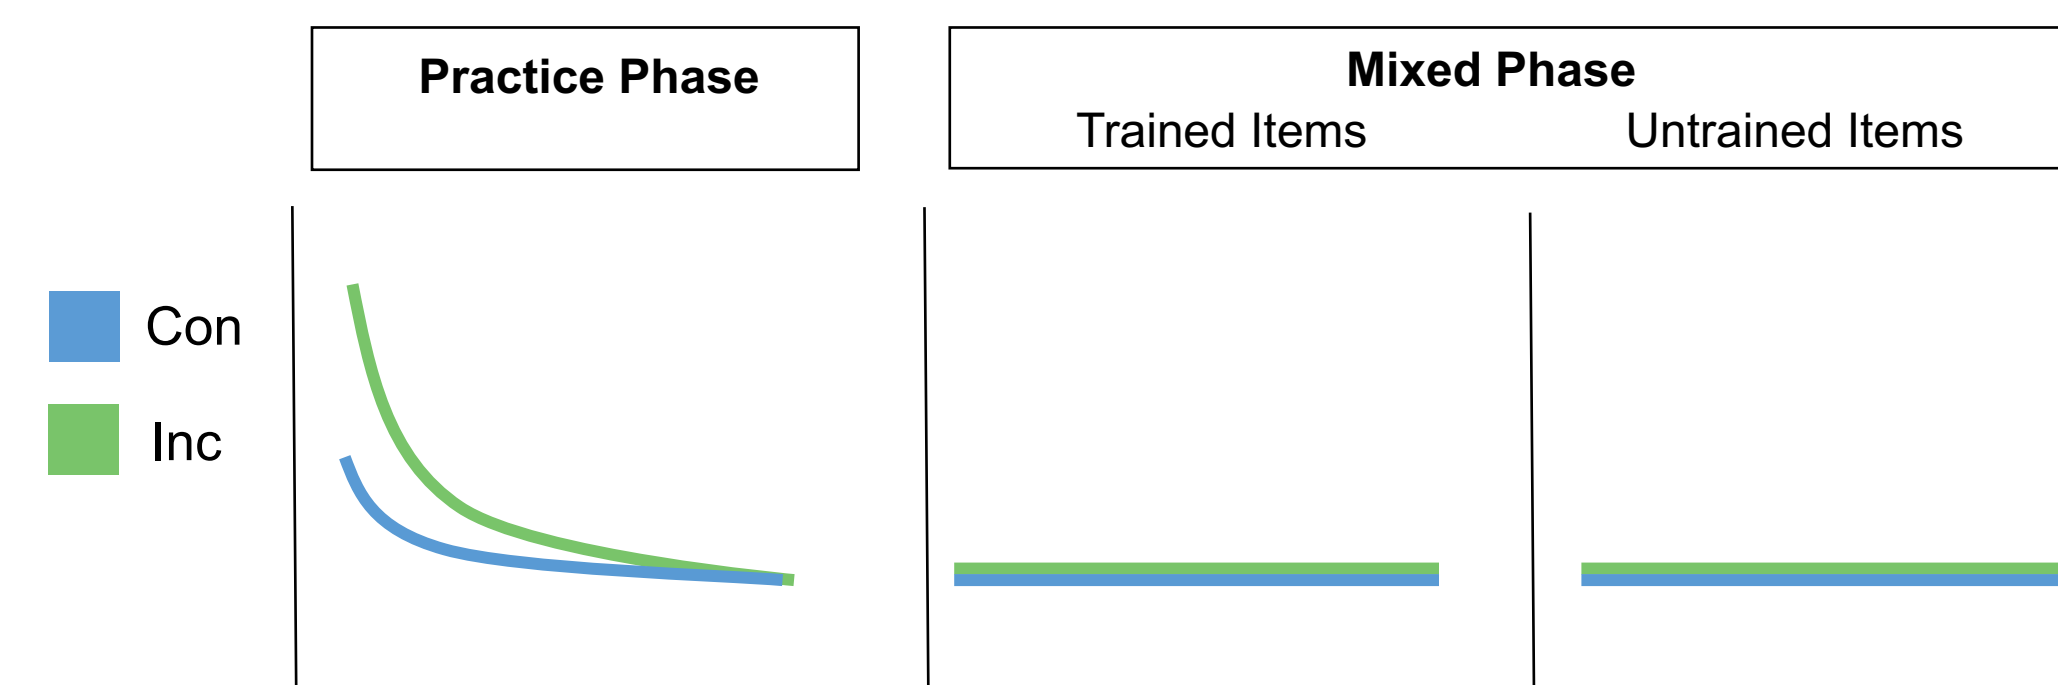 Practice Phase
Mixed Phase
Trained Items
Untrained Items
Con
Inc